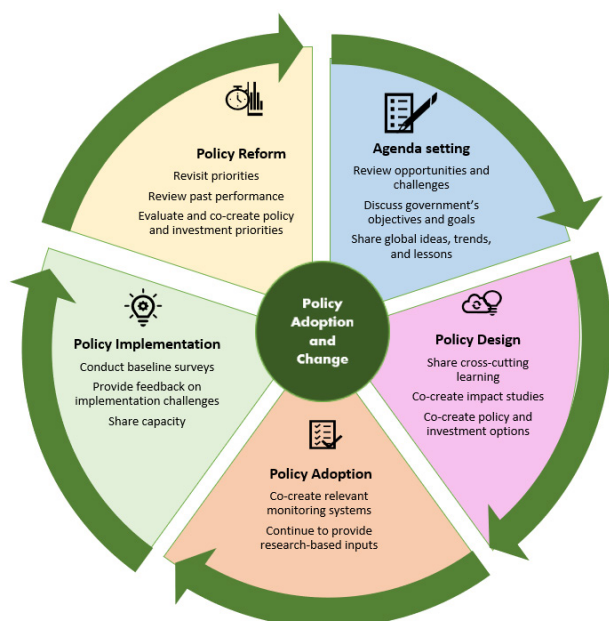 Policy Reform
Revisit priorities
Review past performance
Evaluate and co-create policy
and investment priorities
Agenda setting
Review opportunities and
challenges
Discuss government's
objectives and goals
Share global ideas, trends,
and lessons
Policy
Adoption
and
Change
Policy Implementation
Conduct baseline surveys
Provide feedback on
implementation challenges
Share capacity
Policy Design
Share cross-cutting
learning
Co-create impact studies
Co-create policy and
investment options
Policy Adoption
Co-create relevant
monitoring systems
Continue to provide
research-based inputs